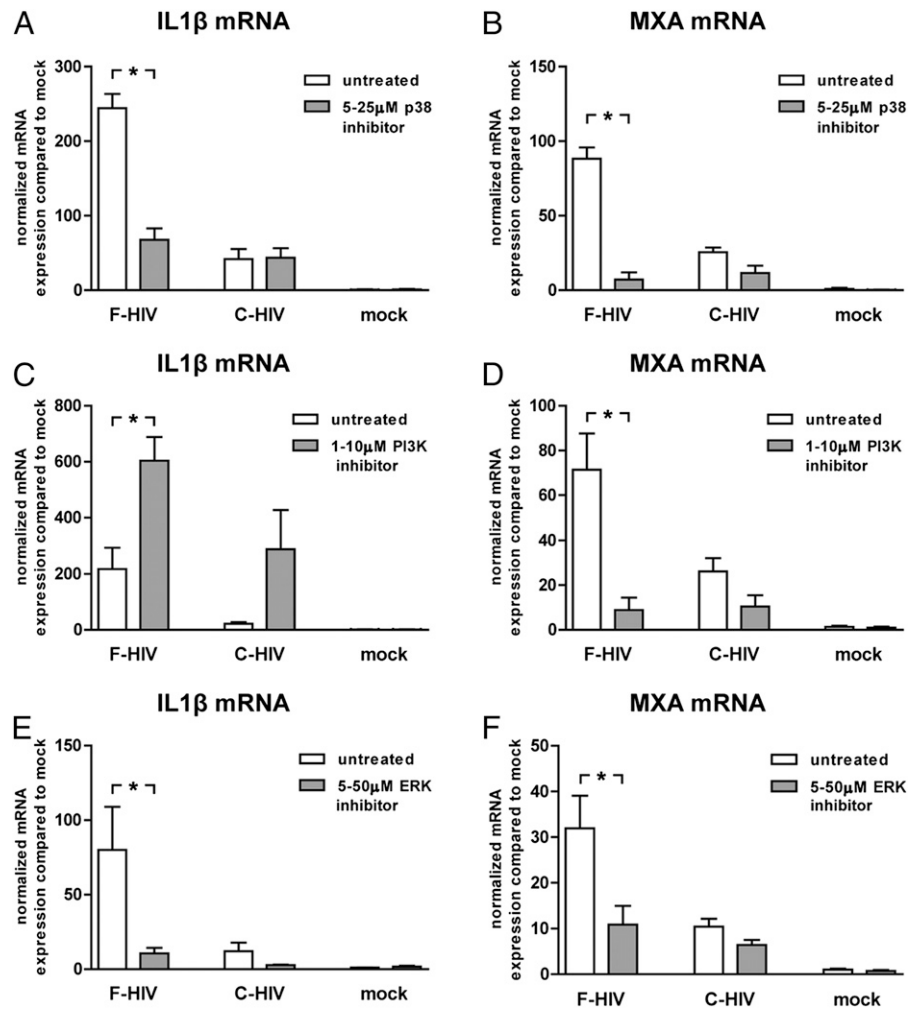 A
IL1β mRNA
normalized mRNA
expression compared to mock
300
200
100
0
*
untreated
5-25μM p38
inhibitor
F-HIV
C-HIV
mock
B
MXA mRNA
normalized mRNA
expression compared to mock
150
100
50
0
*
untreated
5-25μM p38
inhibitor
F-HIV
C-HIV
mock
C
IL1β mRNA
normalized mRNA
expression compared to mock
800
600
400
200
0
*
untreated
1-10μM PI3K
inhibitor
F-HIV
C-HIV
mock
D
MXA mRNA
normalized mRNA
expression compared to mock
100
80
60
40
20
0
*
untreated
1-10μM PI3K
inhibitor
F-HIV
C-HIV
mock
E
IL1β mRNA
normalized mRNA
expression compared to mock
150
100
50
0
*
untreated
5-50μM ERK
inhibitor
F-HIV
C-HIV
mock
F
MXA mRNA
normalized mRNA
expression compared to mock
50
40
30
20
10
0
*
untreated
5-50μM ERK
inhibitor
F-HIV
C-HIV
mock